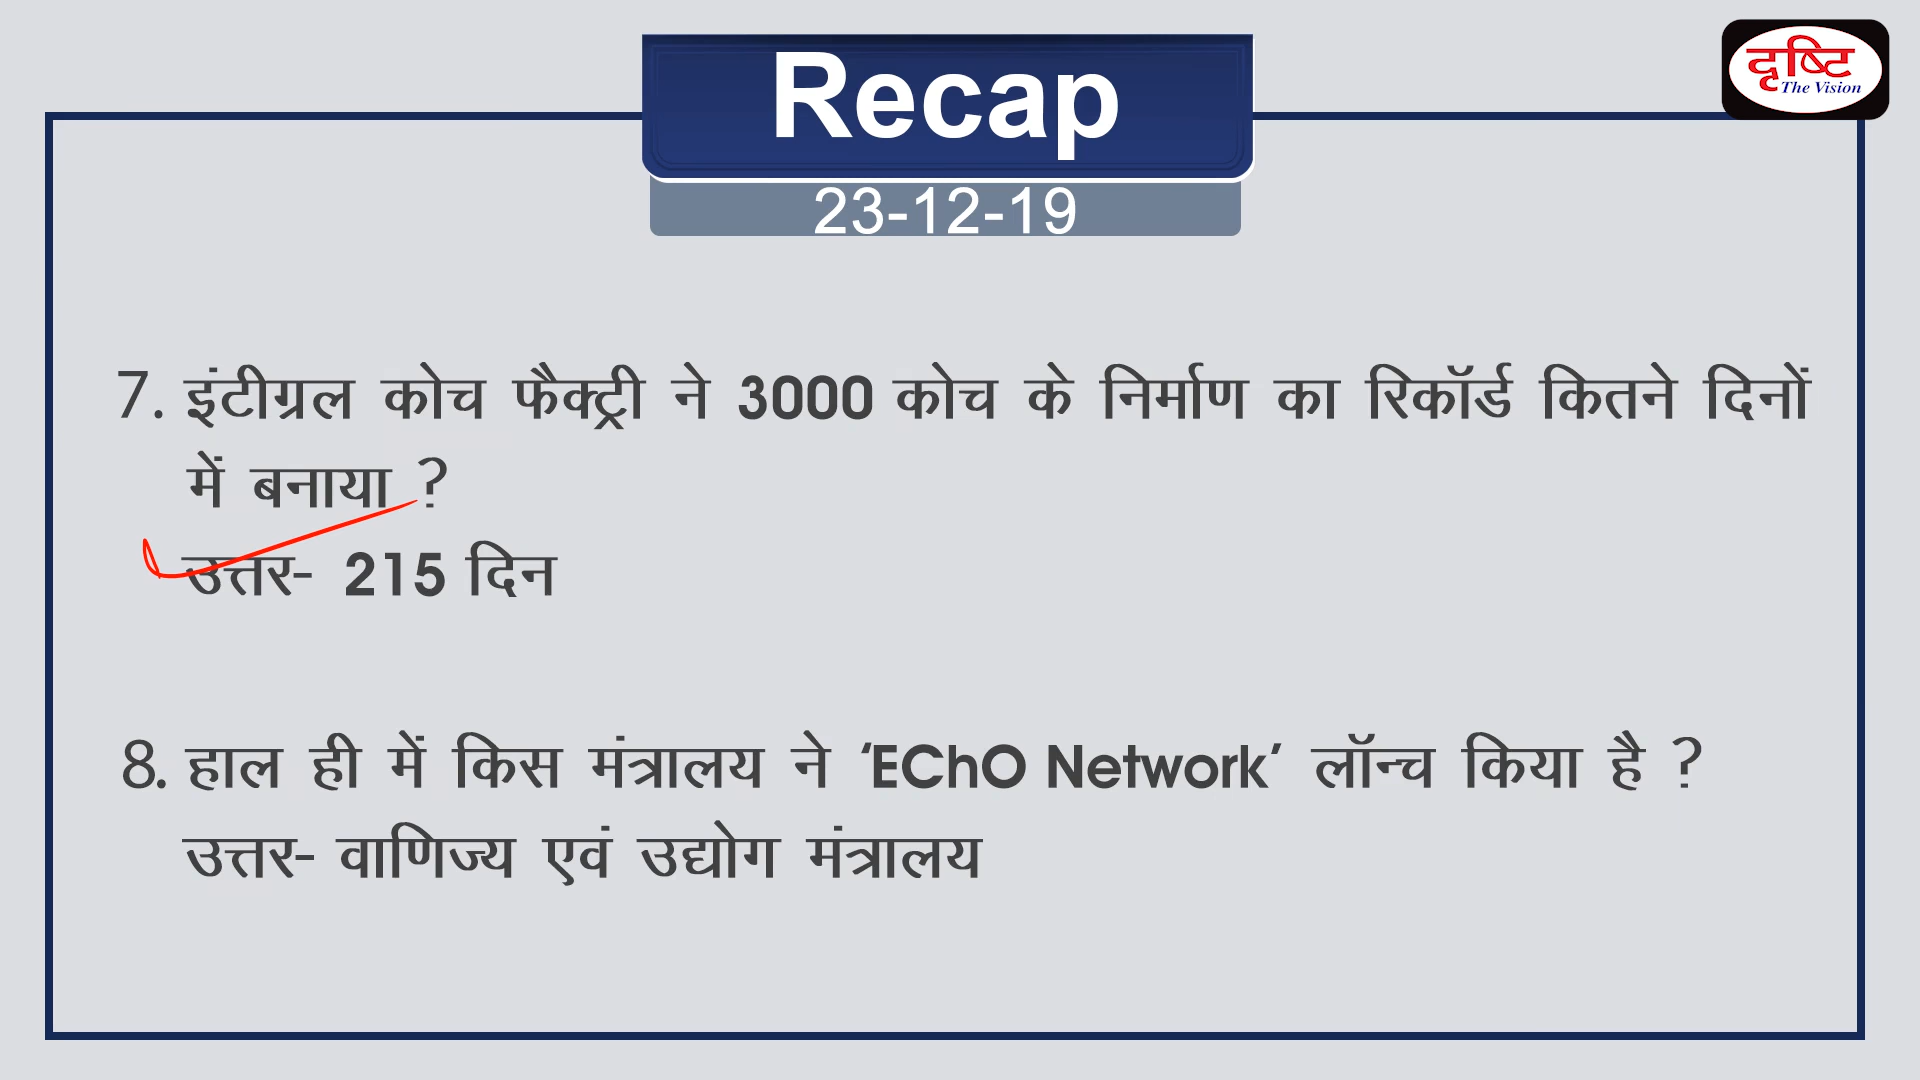 Recap
दृष्टि
The Vision
23-12-19
7. इंटीग्रल कोच फैक्ट्री ने 3000 कोच के निर्माण का रिकॉर्ड कितने दिनों
में बनाया ?
उत्तर- 215 दिन
8. हाल ही में किस मंत्रालय ने ‘EChO Network’ लॉन्च किया है ?
उत्तर- वाणिज्य एवं उद्योग मंत्रालय